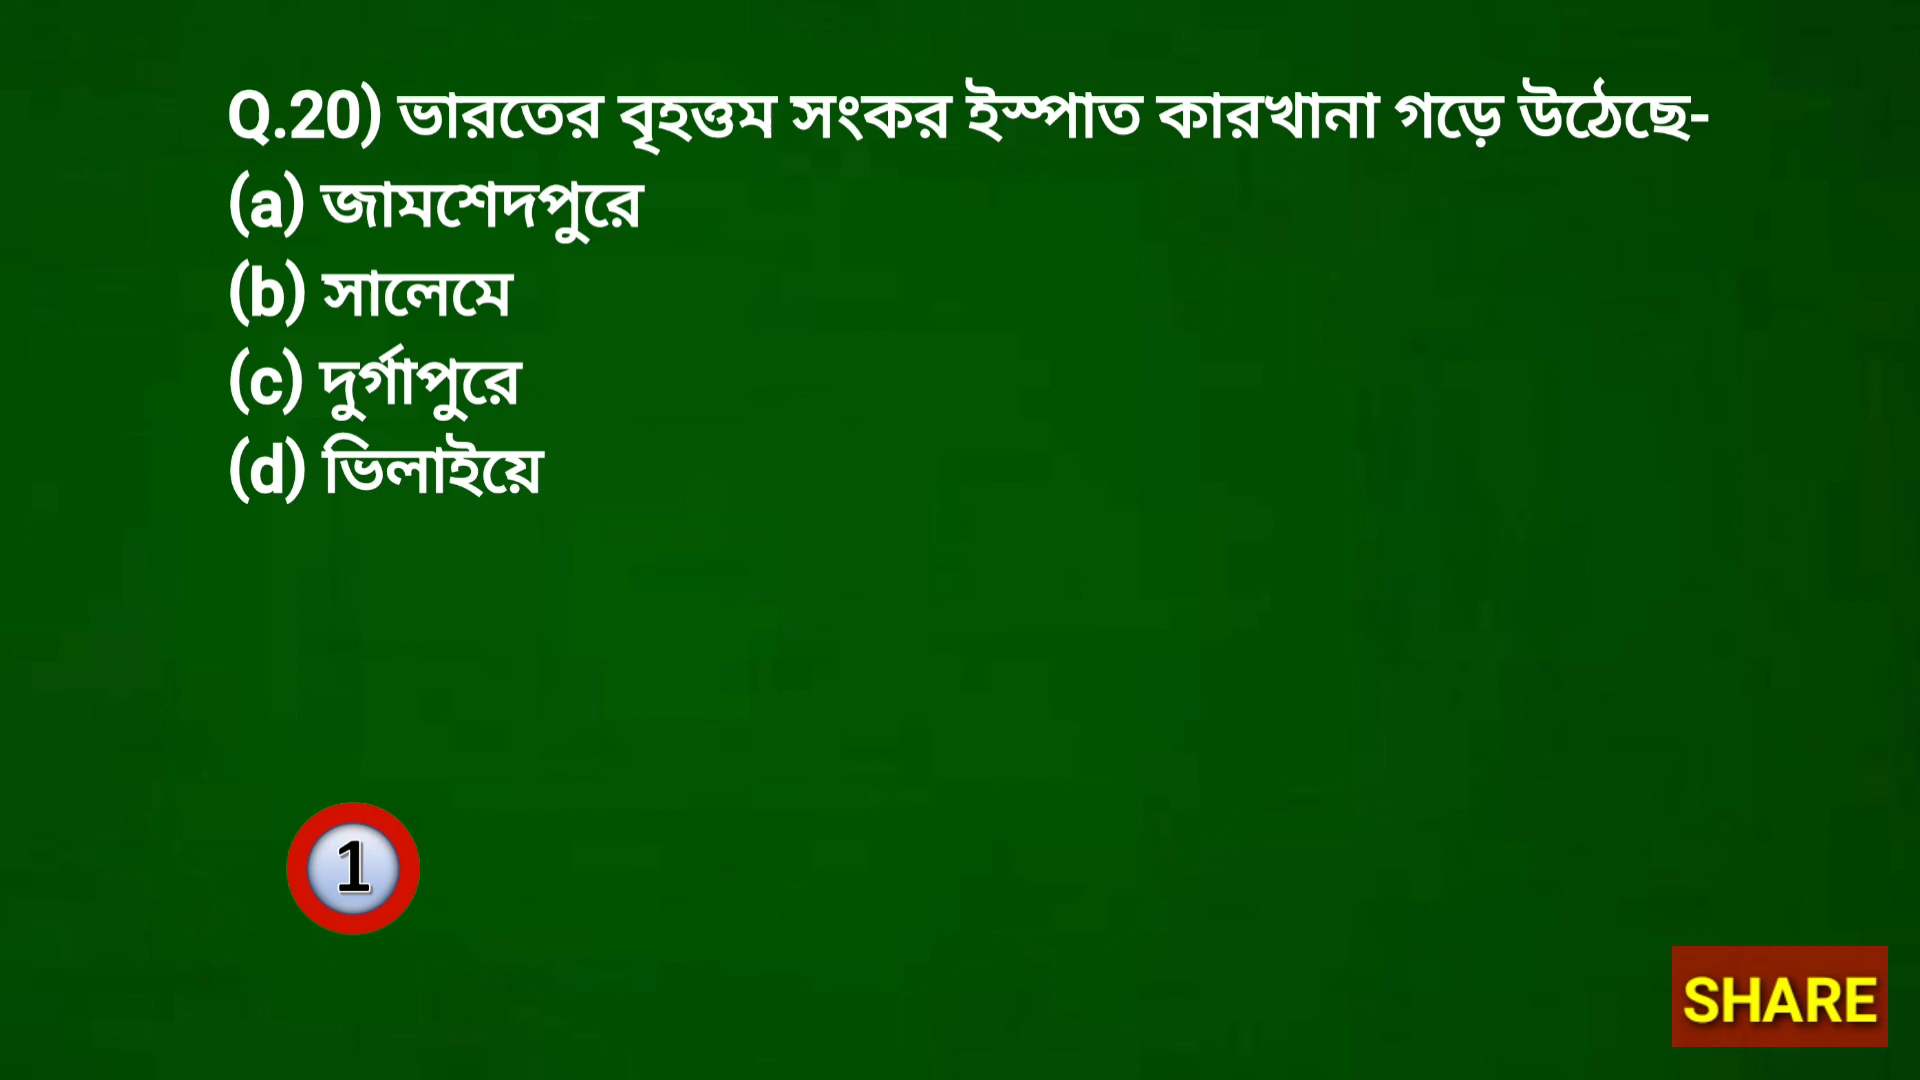 Q.20) ভারতের বৃহত্তম সংকর ইস্পাত কারখানা গড়ে উঠেছে-
(a) জামশেদপুরে
(b) সালেমে
(c) দুর্গাপুরে
(d) ভিলাইয়ে
1
SHARE